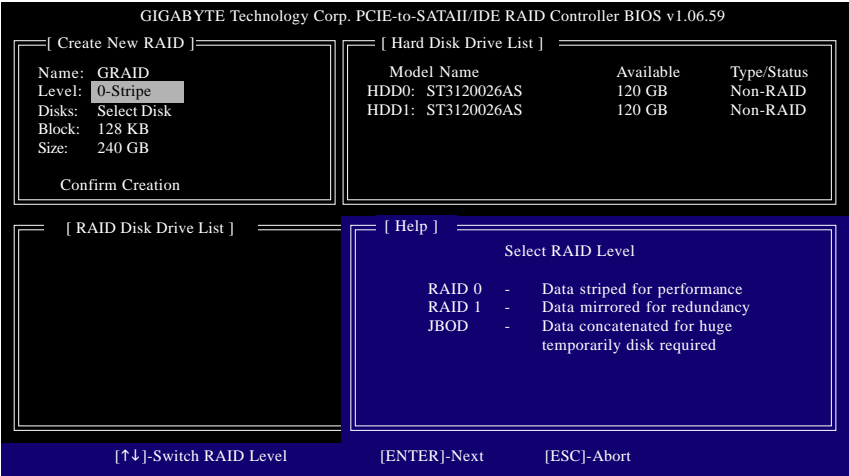 GIGABYTE Technology Corp. PCIE-to-SATAII/IDE RAID Controller BIOS v1.06.59
[ Create New RAID ]
Name: GRAID
Level: 0-Stripe
Disks: Select Disk
Block: 128 KB
Size: 240 GB
Confirm Creation
[ Hard Disk Drive List ]
Model Name Available Type/Status
HDD0: ST3120026AS 120 GB Non-RAID
HDD1: ST3120026AS 120 GB Non-RAID
[ RAID Disk Drive List ]
[ Help ]
Select RAID Level
RAID 0 - Data striped for performance
RAID 1 - Data mirrored for redundancy
JBOD - Data concatenated for huge
temporarily disk required
[↑↓]-Switch RAID Level [ENTER]-Next [ESC]-Abort